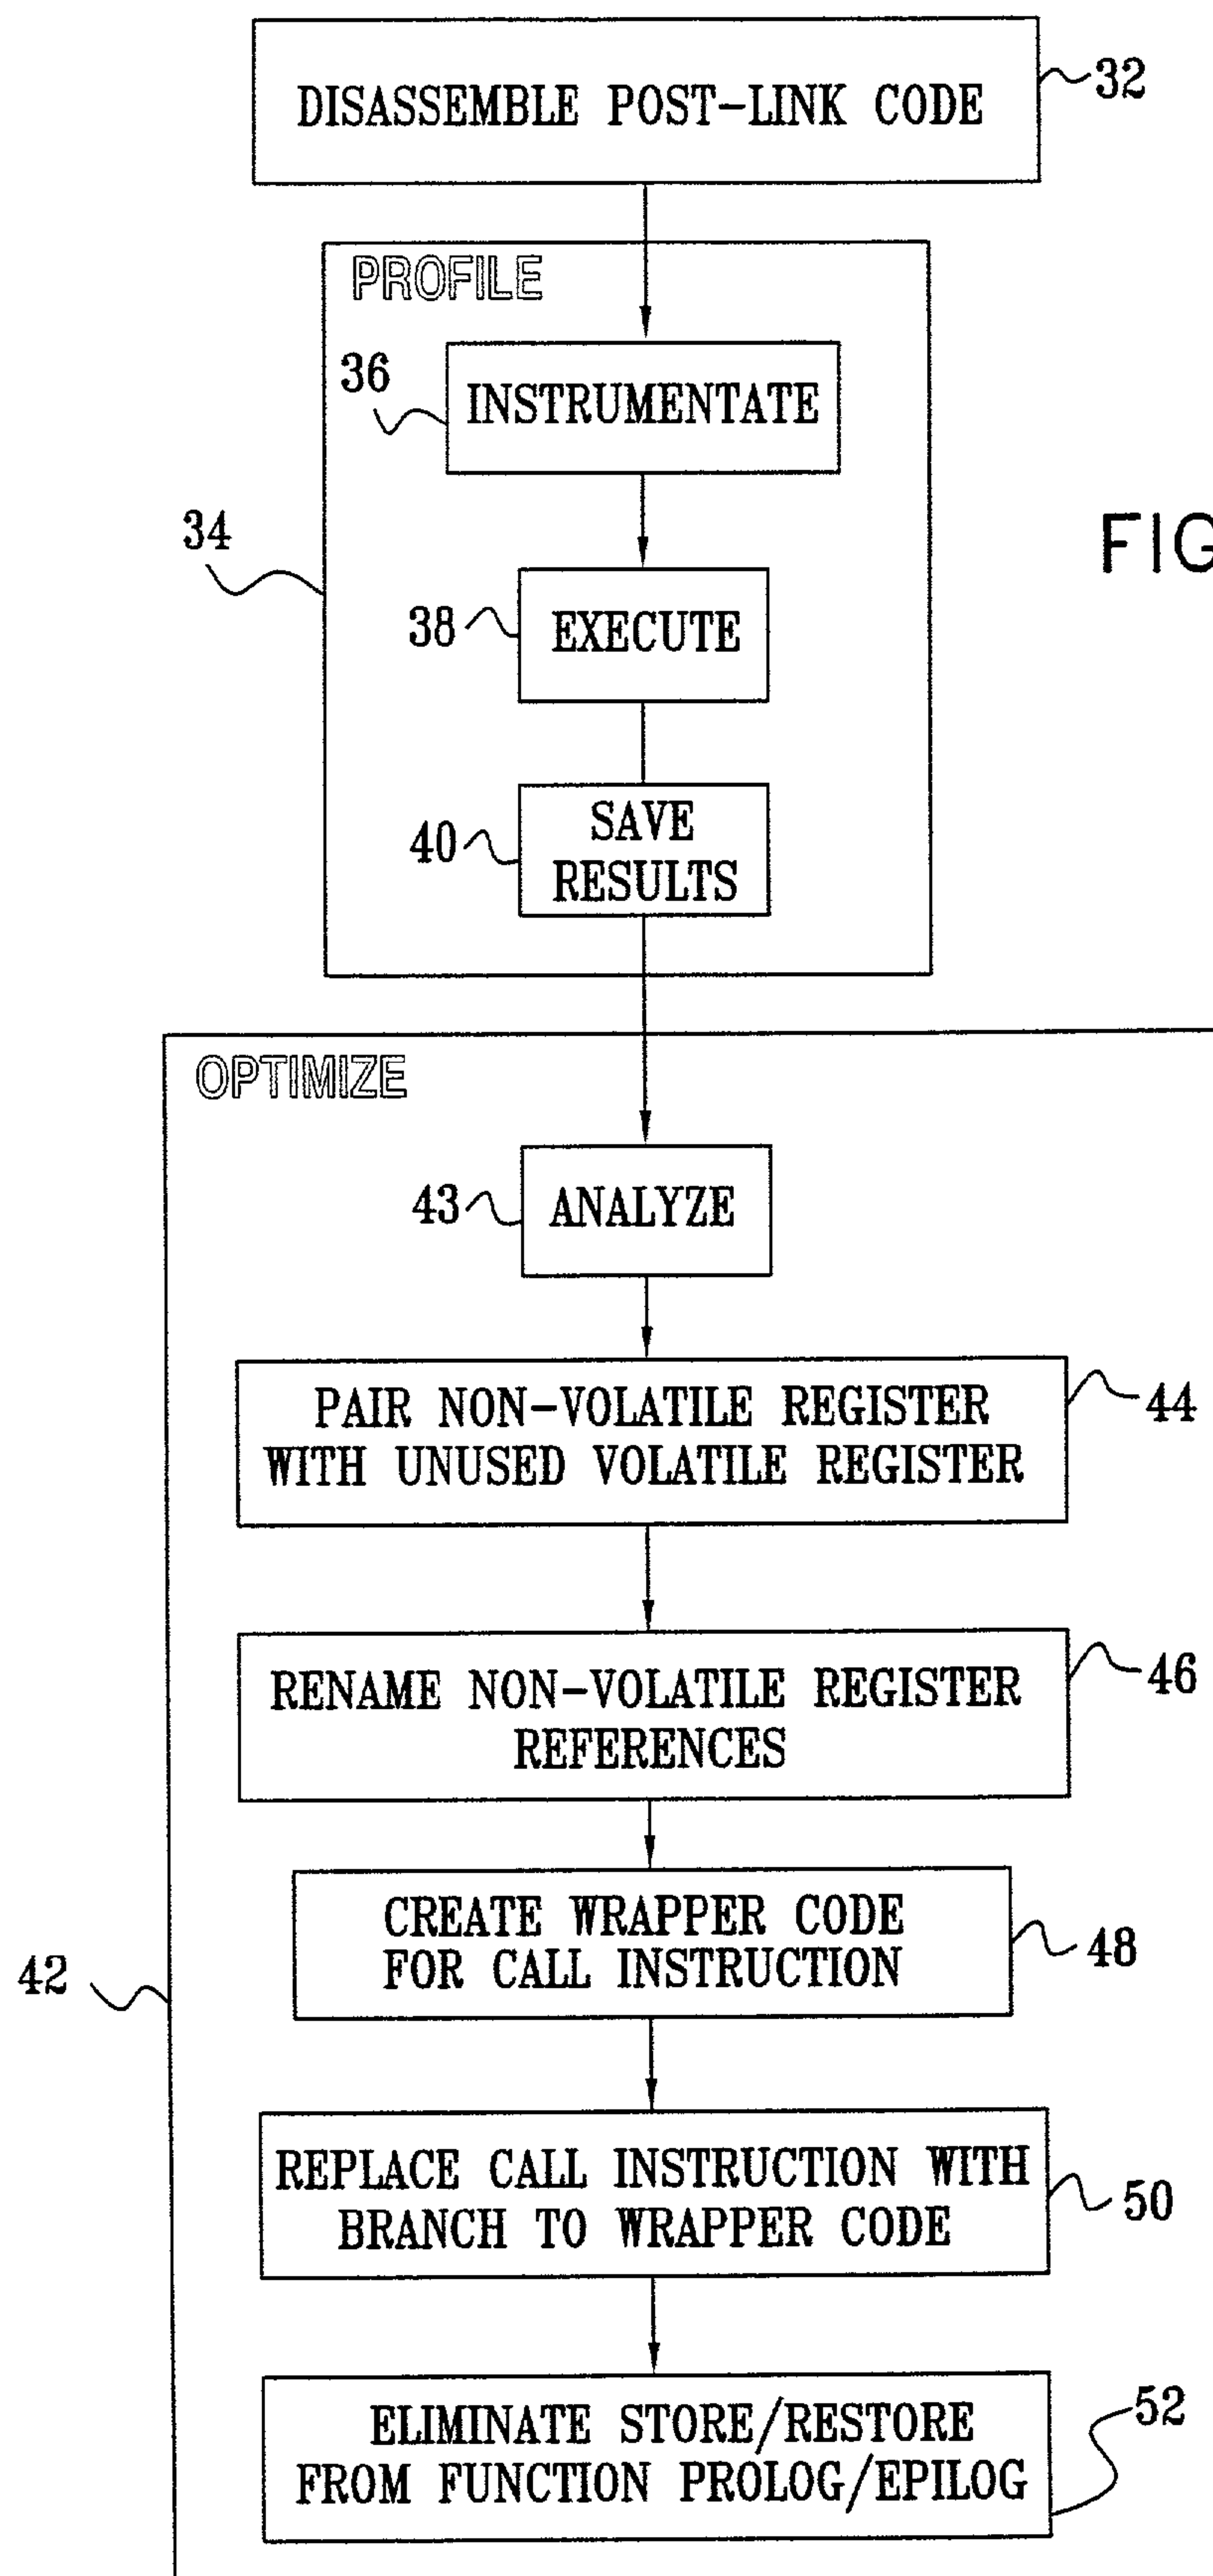 DISASSEMBLE POST-LINK CODE
32
PROFILE
36
INSTRUMENTATE
34
FIG
38
EXECUTE
40
SAVE
RESULTS
OPTIMIZE
43
ANALYZE
PAIR NON-VOLATILE REGISTER
WITH UNUSED VOLATILE REGISTER
44
RENAME NON-VOLATILE REGISTER
REFERENCES
46
CREATE WRAPPER CODE
FOR CALL INSTRUCTION
48
42
REPLACE CALL INSTRUCTION WITH
BRANCH TO WRAPPER CODE
50
ELIMINATE STORE/RESTORE
FROM FUNCTION PROLOG/EPILOG
52